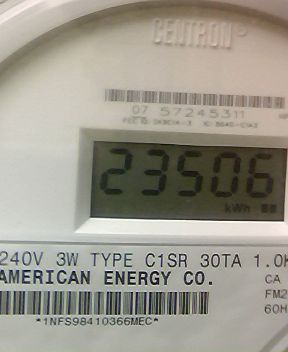 CENTRON®
07 57245311
23506
kWh
240V 3W TYPE C1SR 30TA 1.0K
AMERICAN ENERGY CO.
CA
FM2
60H
*1NFS98410366MEC*